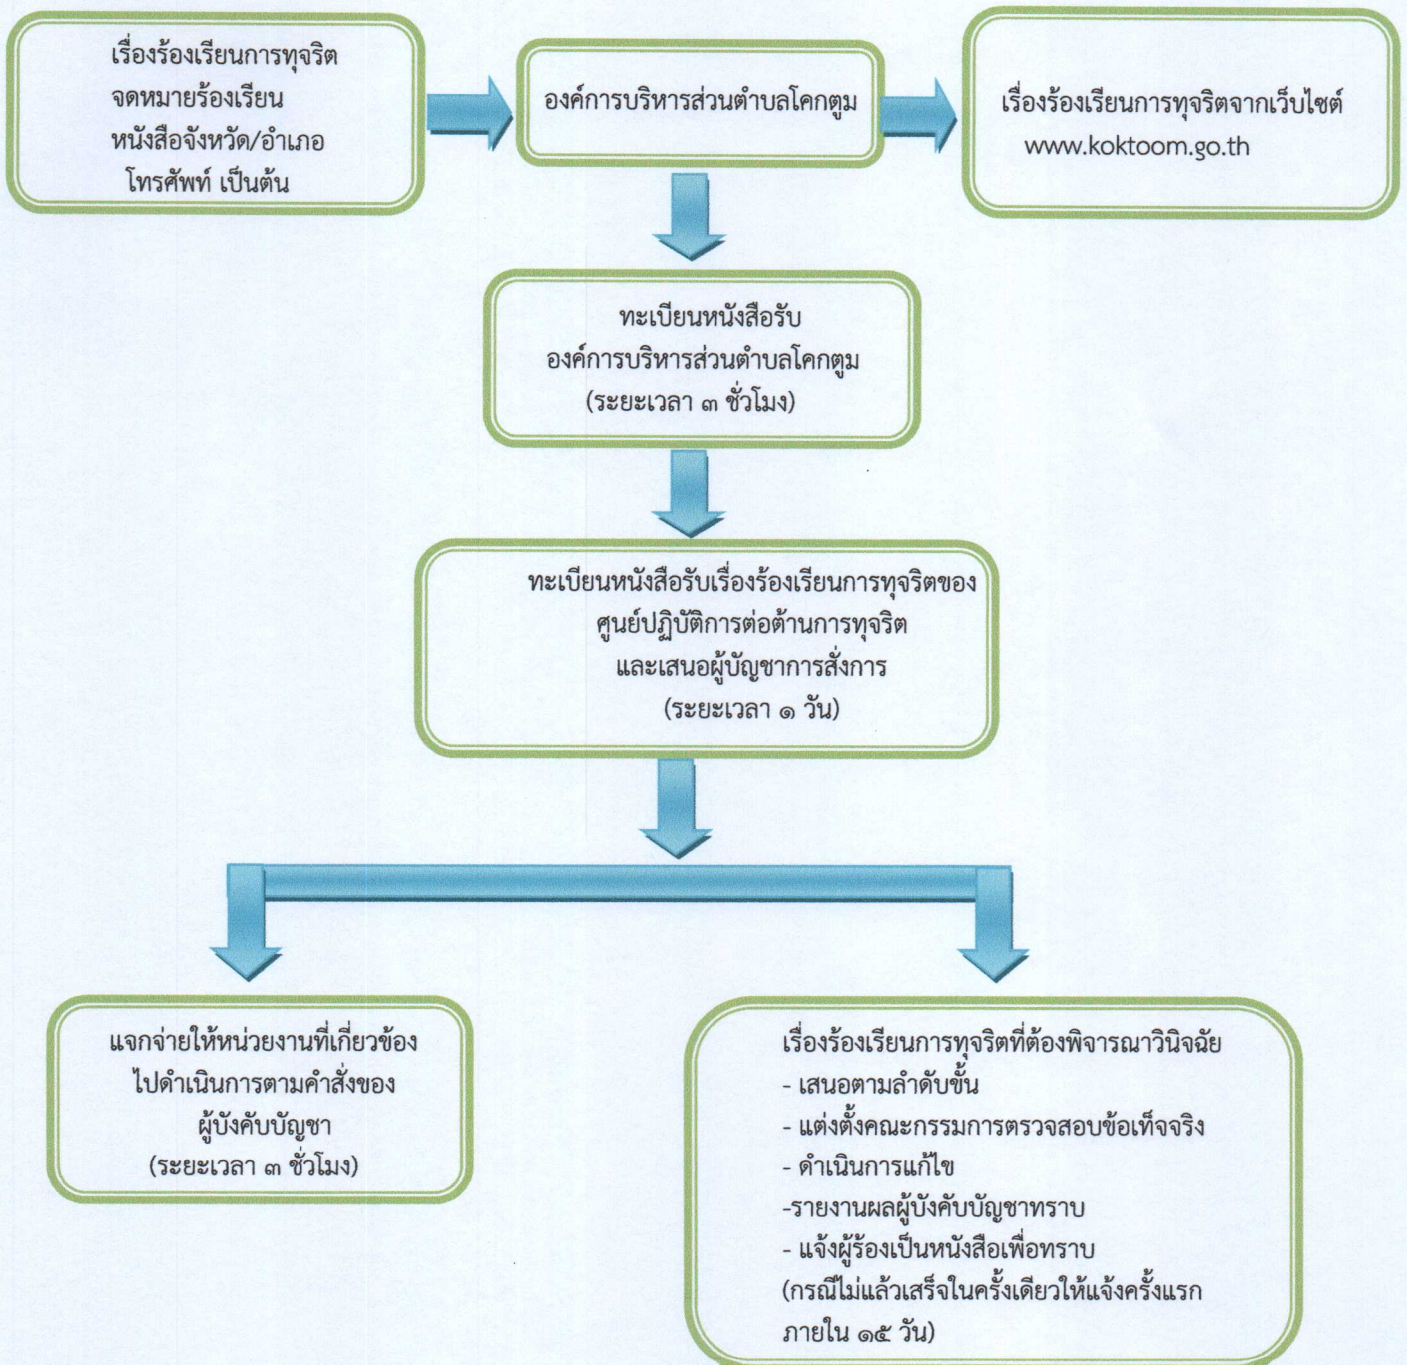 เรื่องร้องเรียนการทุจริต
จดหมายร้องเรียน
หนังสือจังหวัด/อำเภอ
โทรศัพท์ เป็นต้น
องค์การบริหารส่วนตำบลโคกตูม
เรื่องร้องเรียนการทุจริตจากเว็บไซต์
www.koktoom.go.th
ทะเบียนหนังสือรับ
องค์การบริหารส่วนตำบลโคกตูม
(ระยะเวลา ๓ ชั่วโมง)
ทะเบียนหนังสือรับเรื่องร้องเรียนการทุจริตของ
ศูนย์ปฏิบัติการต่อต้านการทุจริต
และเสนอผู้บัญชาการสั่งการ
(ระยะเวลา ๑ วัน)
แจกจ่ายให้หน่วยงานที่เกี่ยวข้อง
ไปดำเนินการตามคำสั่งของ
ผู้บังคับบัญชา
(ระยะเวลา ๓ ชั่วโมง)
เรื่องร้องเรียนการทุจริตที่ต้องพิจารณาวินิจฉัย
- เสนอตามลำดับขั้น
- แต่งตั้งคณะกรรมการตรวจสอบข้อเท็จจริง
- ดำเนินการแก้ไข
-รายงานผลผู้บังคับบัญชาทราบ
- แจ้งผู้ร้องเป็นหนังสือเพื่อทราบ
(กรณีไม่แล้วเสร็จในครั้งเดียวให้แจ้งครั้งแรก
ภายใน ๑๕ วัน)